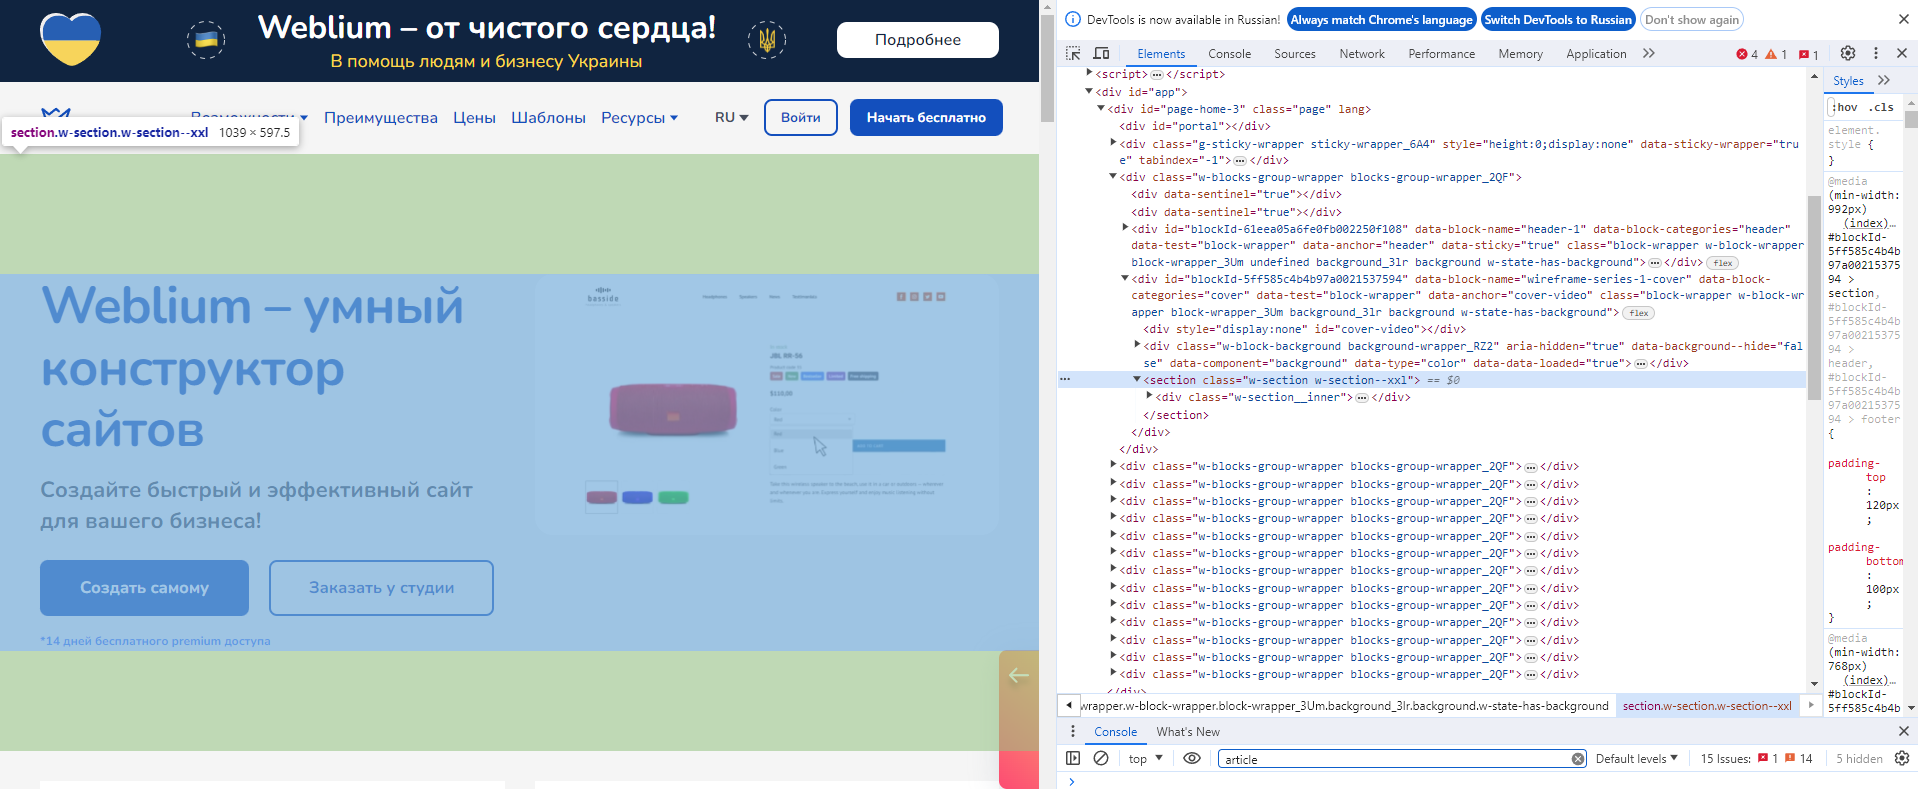 Weblium – от чистого сердца!
В помощь людям и бизнесу Украины
Подробнее
Возможности
Преимущества
Цены
Шаблоны
Ресурсы
RU
Войти
Начать бесплатно
section.w-section.w-section--xxl 1039 × 597.5
Weblium – умный
конструктор
сайтов
Создайте быстрый и эффективный сайт
для вашего бизнеса!
Создать самому
Заказать у студии
*14 дней бесплатного premium доступа
basside
JBL RR-56
$110,00
DevTools is now available in Russian! Always match Chrome's language Switch DevTools to Russian Don't show again
Elements Console Sources Network Performance Memory Application 4 1 1
<script>…</script>
<div id="app">
<div id="page-home-3" class="page" lang>
<div id="portal"></div>
<div class="g-sticky-wrapper sticky-wrapper_6A4" style="height:0;display:none" data-sticky-wrapper="tru
e" tabindex="-1">…</div>
<div class="w-blocks-group-wrapper blocks-group-wrapper_2QF">
<div data-sentinel="true"></div>
<div data-sentinel="true"></div>
<div id="blockId-61eea05a6fe0fb002250f108" data-block-name="header-1" data-block-categories="header"
data-test="block-wrapper" data-anchor="header" data-sticky="true" class="block-wrapper w-block-wrapper
block-wrapper_3Um undefined background_3lr background w-state-has-background">…</div> flex
<div id="blockId-5ff585c4b4b97a0021537594" data-block-name="wireframe-series-1-cover" data-block-
categories="cover" data-test="block-wrapper" data-anchor="cover-video" class="block-wrapper w-block-wr
apper block-wrapper_3Um background_3lr background w-state-has-background"> flex
<div style="display:none" id="cover-video"></div>
<div class="w-block-background background-wrapper_RZ2" aria-hidden="true" data-background--hide="fal
se" data-component="background" data-type="color" data-data-loaded="true">…</div>
<section class="w-section w-section--xxl"> == $0
<div class="w-section__inner">…</div>
</section>
</div>
</div>
<div class="w-blocks-group-wrapper blocks-group-wrapper_2QF">…</div>
<div class="w-blocks-group-wrapper blocks-group-wrapper_2QF">…</div>
<div class="w-blocks-group-wrapper blocks-group-wrapper_2QF">…</div>
<div class="w-blocks-group-wrapper blocks-group-wrapper_2QF">…</div>
<div class="w-blocks-group-wrapper blocks-group-wrapper_2QF">…</div>
<div class="w-blocks-group-wrapper blocks-group-wrapper_2QF">…</div>
<div class="w-blocks-group-wrapper blocks-group-wrapper_2QF">…</div>
<div class="w-blocks-group-wrapper blocks-group-wrapper_2QF">…</div>
<div class="w-blocks-group-wrapper blocks-group-wrapper_2QF">…</div>
<div class="w-blocks-group-wrapper blocks-group-wrapper_2QF">…</div>
<div class="w-blocks-group-wrapper blocks-group-wrapper_2QF">…</div>
<div class="w-blocks-group-wrapper blocks-group-wrapper_2QF">…</div>
<div class="w-blocks-group-wrapper blocks-group-wrapper_2QF">…</div>
</div>
wrapper.w-block-wrapper.block-wrapper_3Um.background_3lr.background.w-state-has-background section.w-section.w-section--xxl
Styles
:hov .cls
element.
style {
}
@media
(min-width:
992px)
(index)…
#blockId-
5ff585c4b4b
97a00215375
94 >
section,
#blockId-
5ff585c4b4b
97a00215375
94 >
header,
#blockId-
5ff585c4b4b
97a00215375
94 > footer
{
padding-
top
:
120px
;
padding-
bottom
:
100px
;
}
@media
(min-width:
768px)
(index)…
#blockId-
5ff585c4b4b
Console What's New
top article Default levels 15 Issues: 1 14 5 hidden